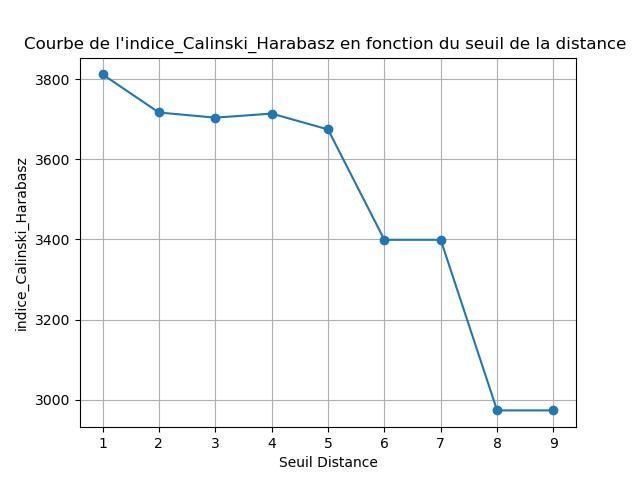 Courbe de l'indice_Calinski_Harabasz en fonction du seuil de la distance
3800
3600
3400
3200
3000
indice_Calinski_Harabasz
1 2 3 4 5 6 7 8 9
Seuil Distance